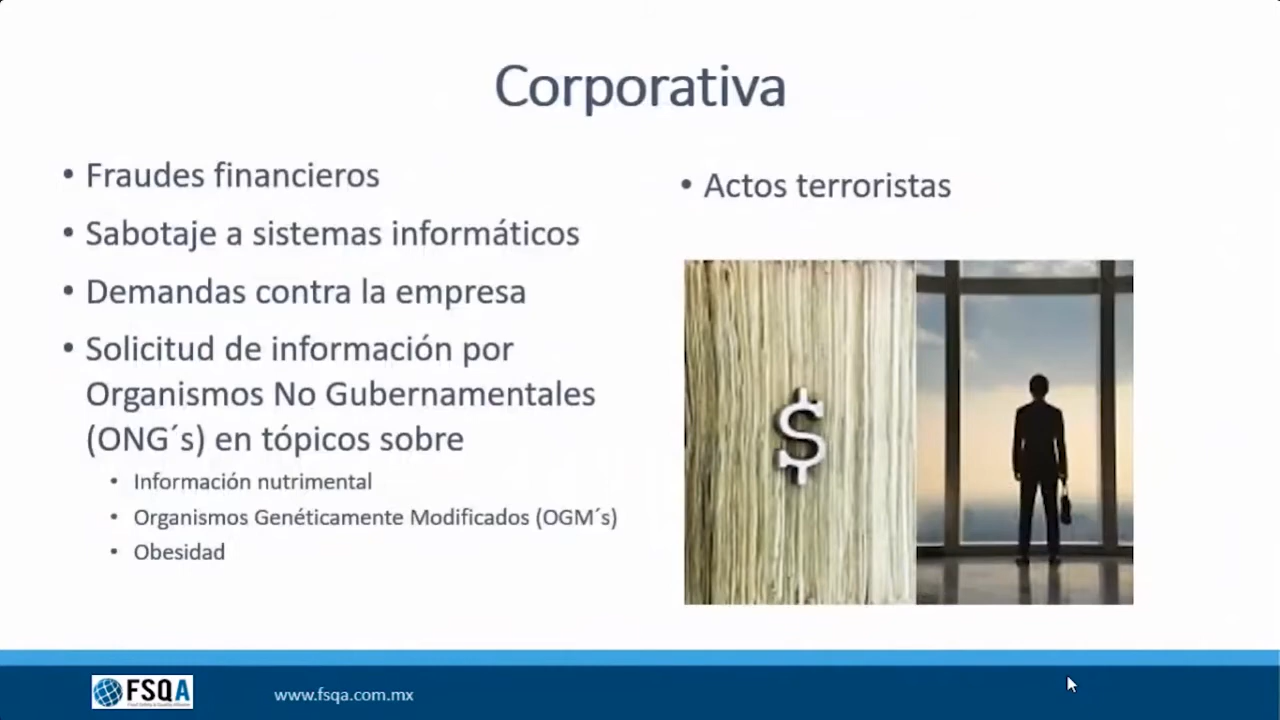 Corporativa
• Fraudes financieros
• Sabotaje a sistemas informáticos
• Demandas contra la empresa
• Solicitud de información por
Organismos No Gubernamentales
(ONG´s) en tópicos sobre
• Información nutrimental
• Organismos Genéticamente Modificados (OGM´s)
• Obesidad
• Actos terroristas
$
FSQA
www.fsqa.com.mx